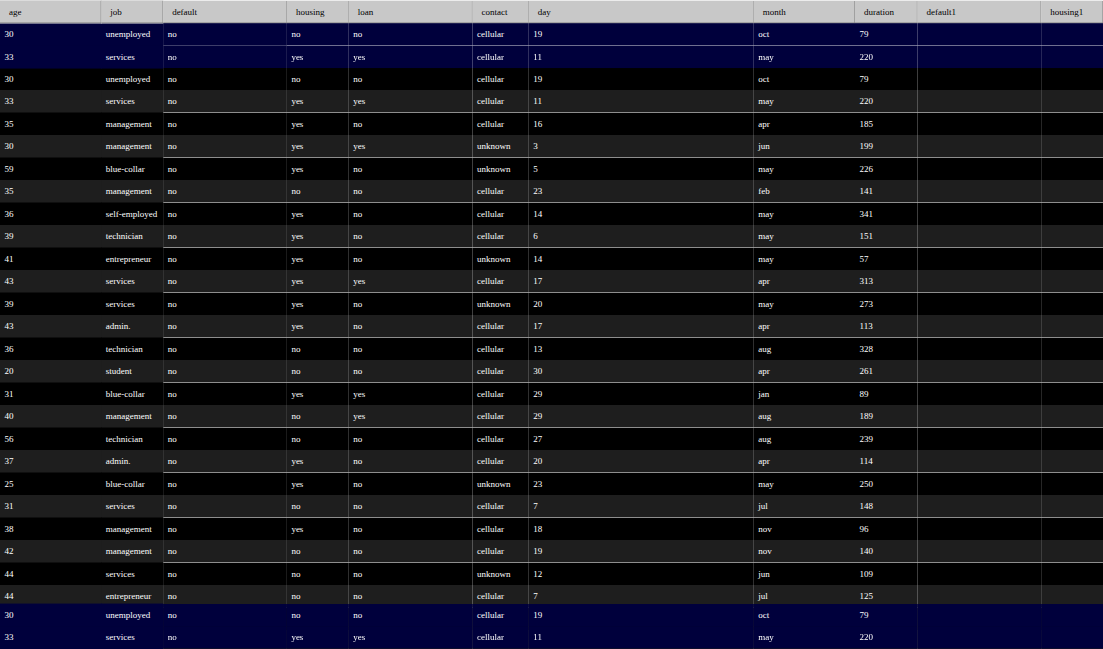 age job default housing loan contact day month duration default1 housing1
30 unemployed no no no cellular 19 oct 79
33 services no yes yes cellular 11 may 220
30 unemployed no no no cellular 19 oct 79
33 services no yes yes cellular 11 may 220
35 management no yes no cellular 16 apr 185
30 management no yes yes unknown 3 jun 199
59 blue-collar no yes no unknown 5 may 226
35 management no no no cellular 23 feb 141
36 self-employed no yes no cellular 14 may 341
39 technician no yes no cellular 6 may 151
41 entrepreneur no yes no unknown 14 may 57
43 services no yes yes cellular 17 apr 313
39 services no yes no unknown 20 may 273
43 admin. no yes no cellular 17 apr 113
36 technician no no no cellular 13 aug 328
20 student no no no cellular 30 apr 261
31 blue-collar no yes yes cellular 29 jan 89
40 management no no yes cellular 29 aug 189
56 technician no no no cellular 27 aug 239
37 admin. no yes no cellular 20 apr 114
25 blue-collar no yes no unknown 23 may 250
31 services no no no cellular 7 jul 148
38 management no yes no cellular 18 nov 96
42 management no no no cellular 19 nov 140
44 services no no no unknown 12 jun 109
44 entrepreneur no no no cellular 7 jul 125
30 unemployed no no no cellular 19 oct 79
33 services no yes yes cellular 11 may 220